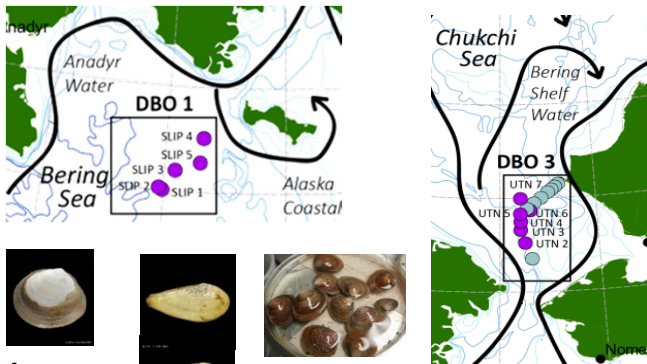 nadyr
Anadyr
Water
DBO 1
SLIP 4
SLIP 5
SLIP 3
SLIP 2
SLIP 1
Bering
Sea
Alaska
Coastal
Chukchi
Sea
Bering
Shelf
Water
DBO 3
UTN 7
UTN 5
UTN 6
UTN 4
UTN 3
UTN 2
Nome